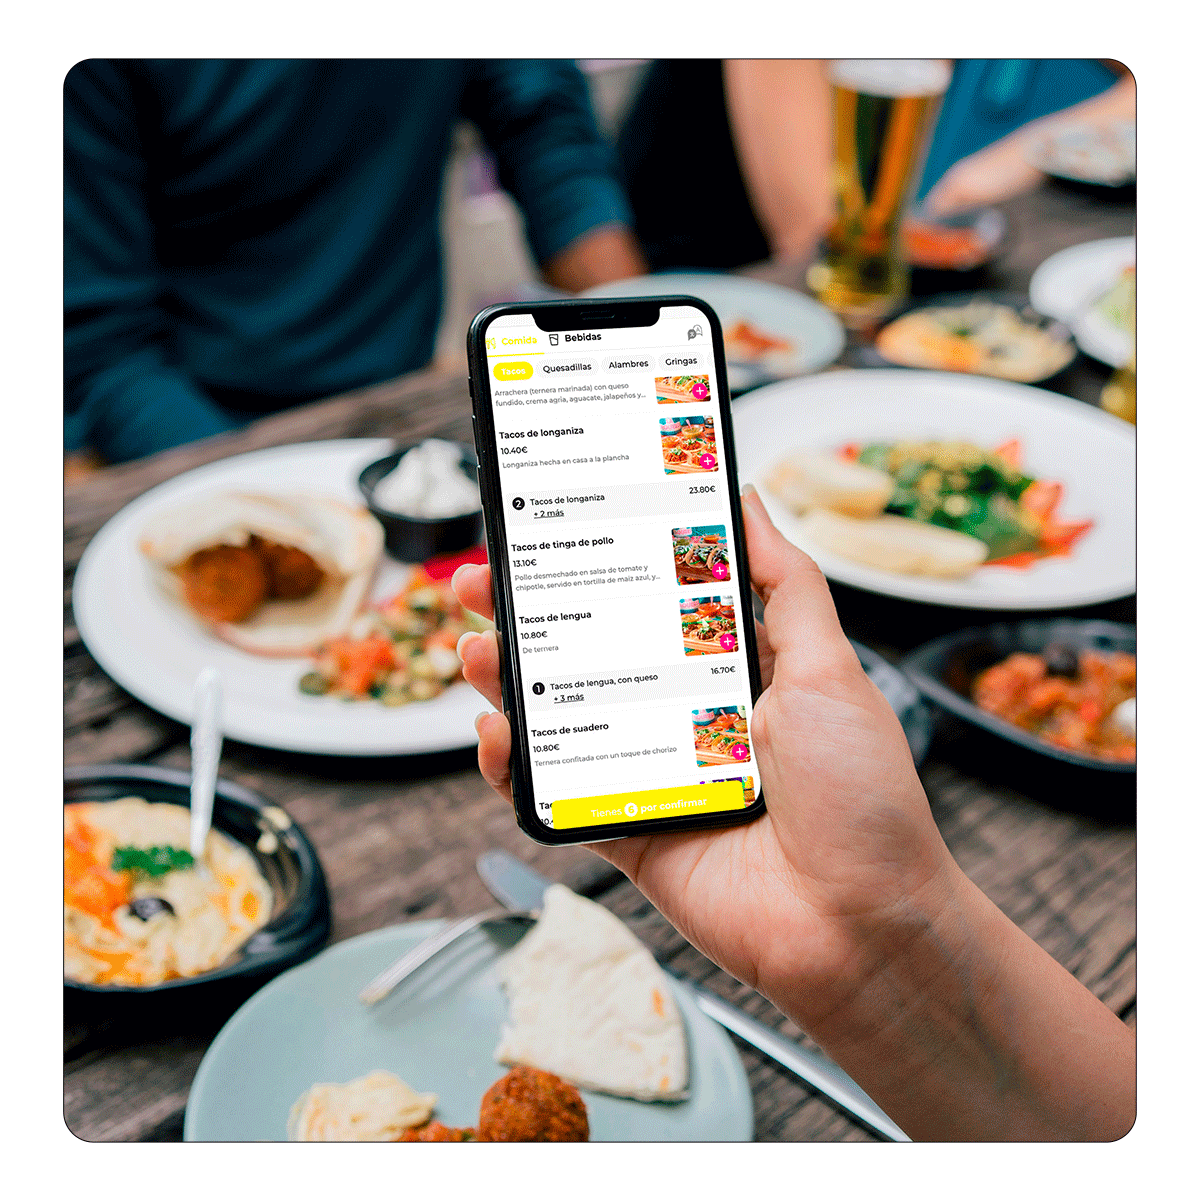 Comida
Bebidas
Tacos
Quesadillas
Alambres
Gringas
Arrachera (ternera marinada) con queso
fundido, crema agria, aguacate, jalapeños y...
Tacos de longaniza
10.40€
Longaniza hecha en casa a la plancha
2 Tacos de longaniza 23.80€
+ 2 más
Tacos de tinga de pollo
13.10€
Pollo desmechado en salsa de tomate y
chipotle, servido en tortilla de maíz azul, y...
Tacos de lengua
10.80€
De ternera
1 Tacos de lengua, con queso 16.70€
+ 3 más
Tacos de suadero
10.80€
Ternera confitada con un toque de chorizo
Tienes 6 por confirmar